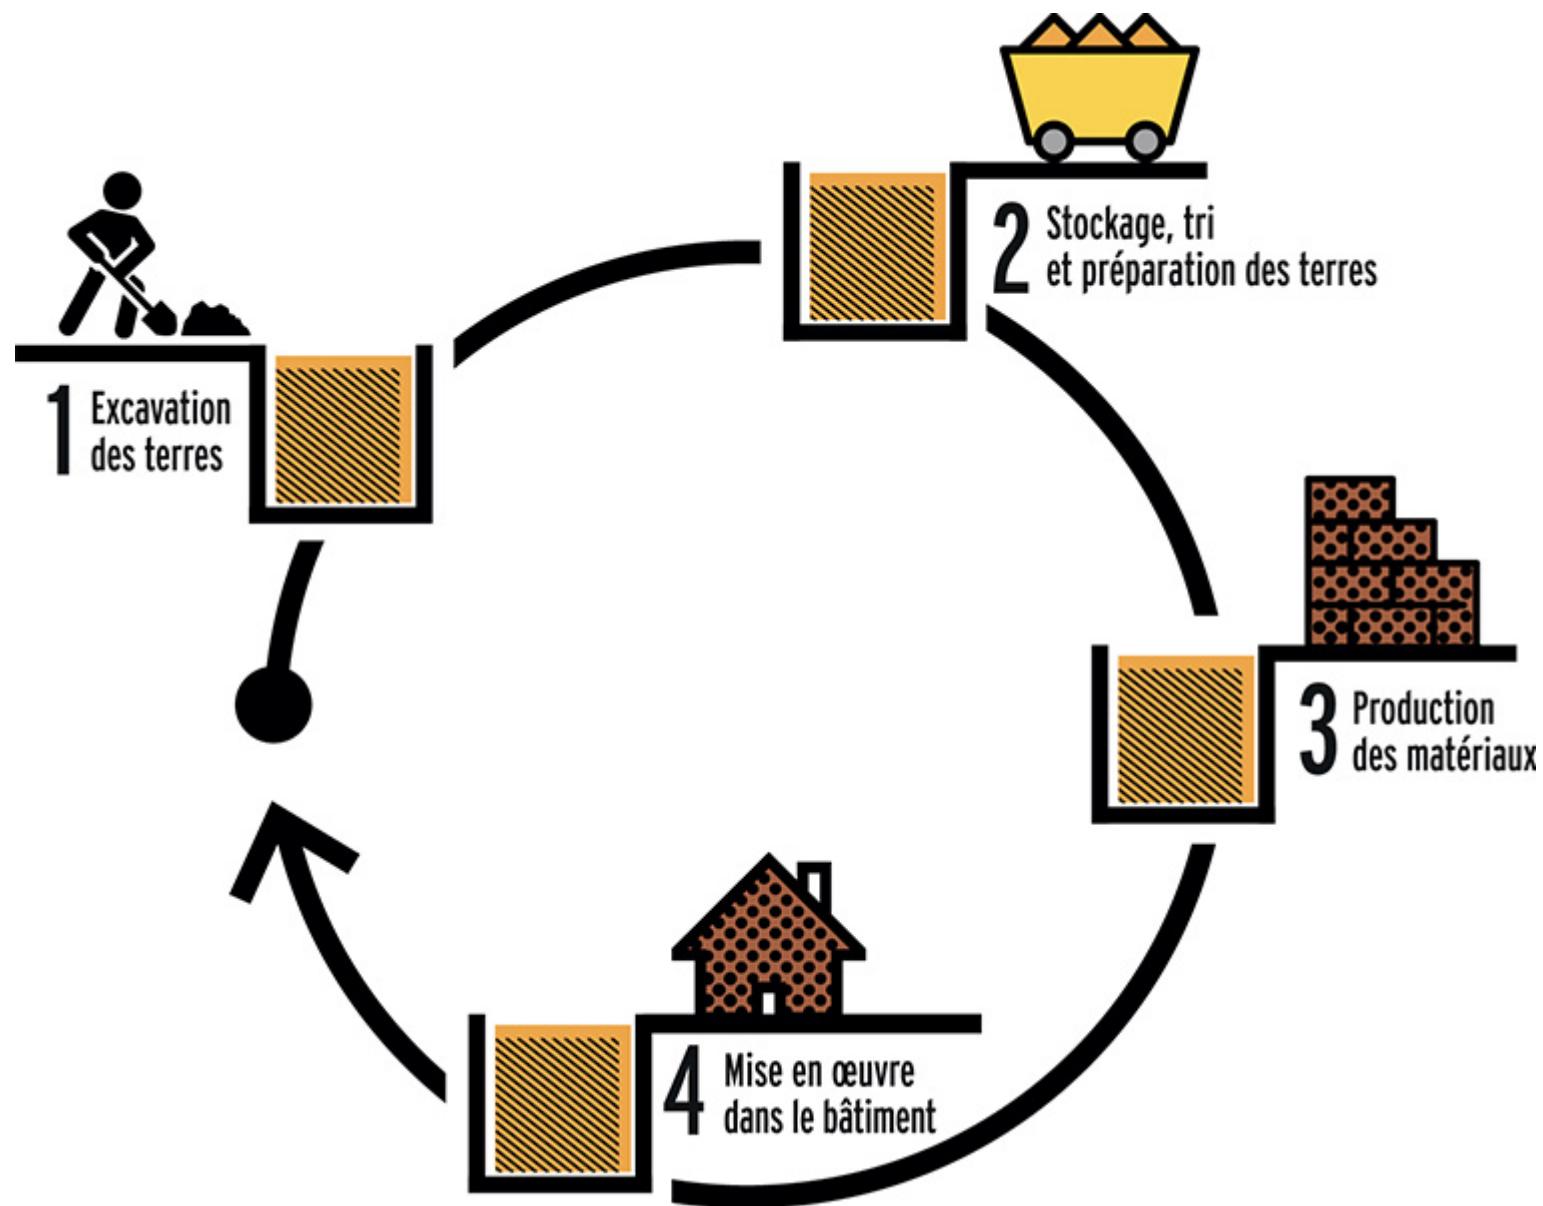 1 Excavation
des terres
2 Stockage, tri
et préparation des terres
3 Production
des matériaux
4 Mise en œuvre
dans le bâtiment